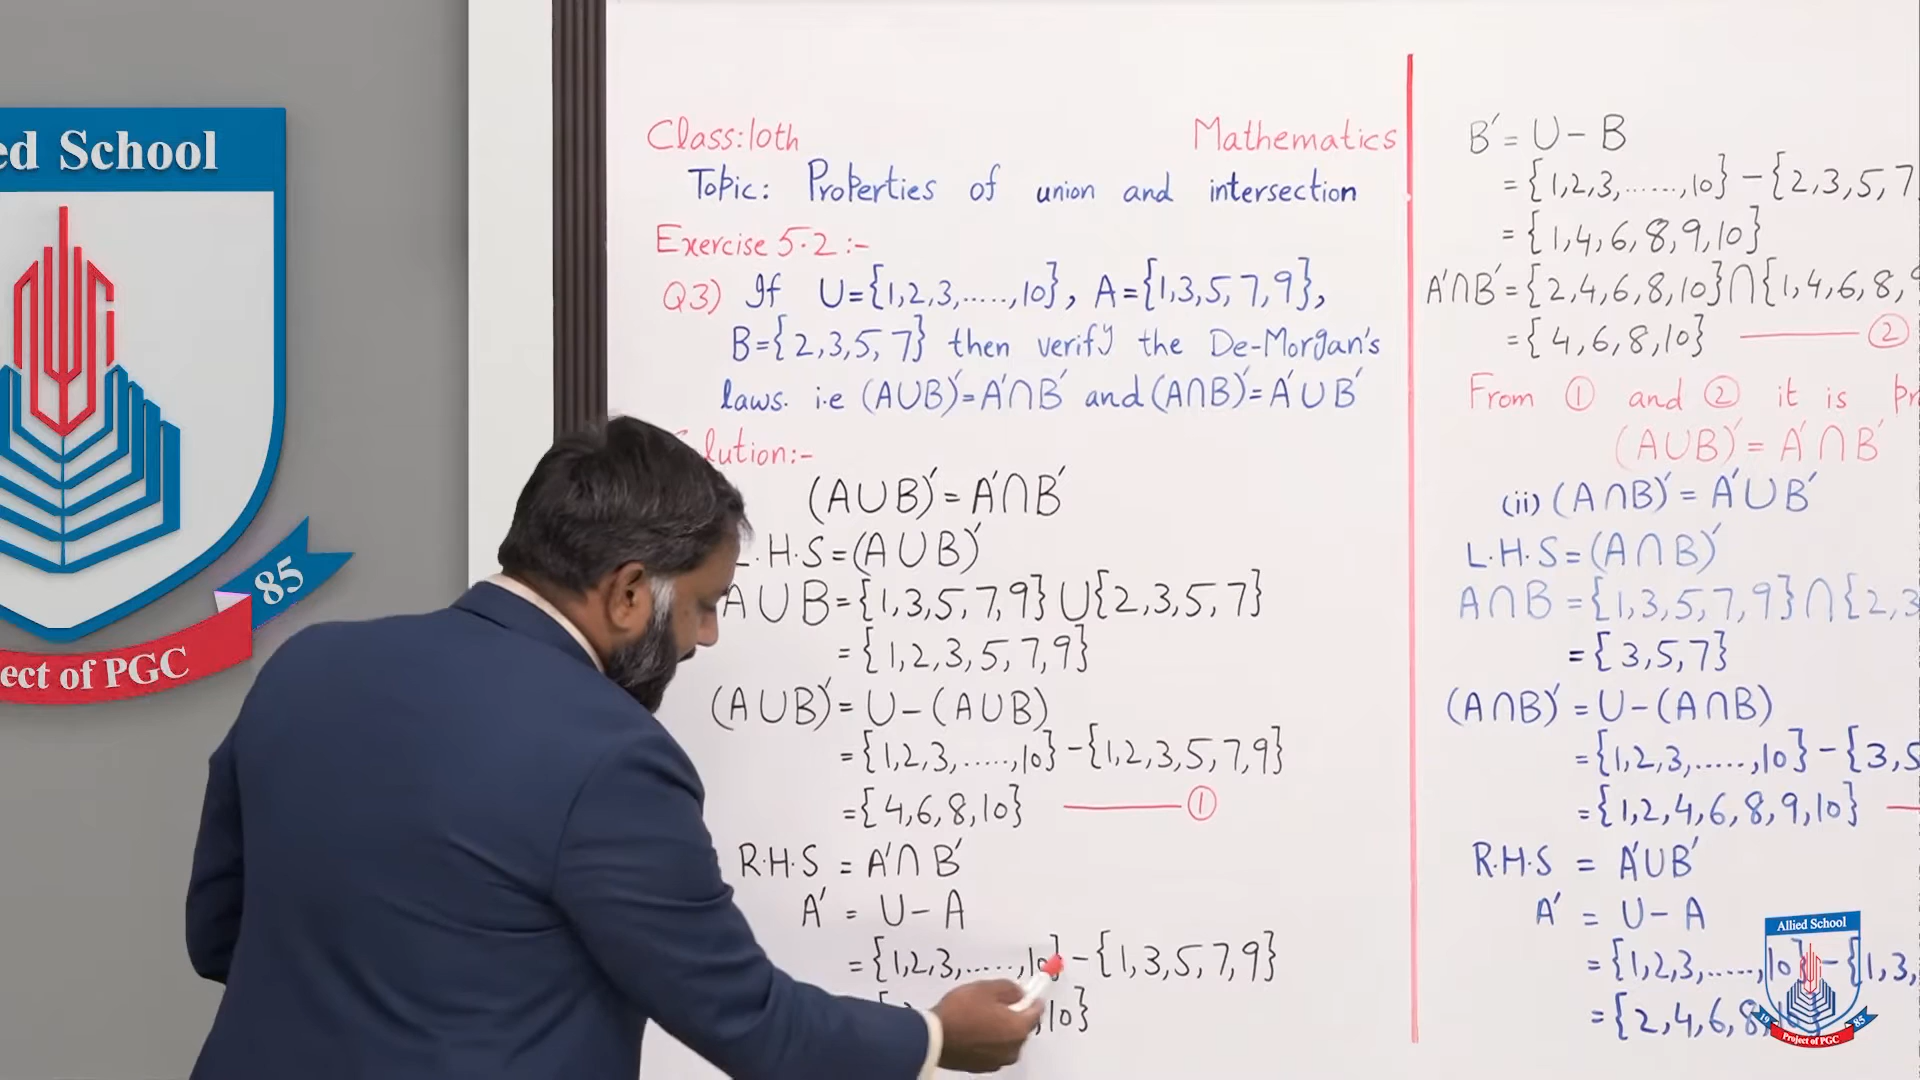 ed School
85
ect of PGC
Class:10th Mathematics
Topic: Properties of union and intersection
Exercise 5.2:-
Q3) If U={1,2,3,.....,10}, A={1,3,5,7,9},
B={2,3,5,7} then verify the De-Morgan's
laws. i.e (A∪B)′=A′∩B′ and (A∩B)′=A′∪B′
lution:-
(A∪B)′=A′∩B′
L.H.S=(A∪B)′
A∪B={1,3,5,7,9}∪{2,3,5,7}
={1,2,3,5,7,9}
(A∪B)′=U-(A∪B)
={1,2,3,.....,10}-{1,2,3,5,7,9}
={4,6,8,10} ①
R.H.S = A′∩B′
A′ = U-A
={1,2,3,.....,10}-{1,3,5,7,9}
,10}
B′=U-B
={1,2,3,......,10}-{2,3,5,7
={1,4,6,8,9,10}
A′∩B′={2,4,6,8,10}∩{1,4,6,8,9
={4,6,8,10} ②
From ① and ② it is pr
(A∪B)′=A′∩B′
(ii) (A∩B)′=A′∪B′
L.H.S=(A∩B)′
A∩B={1,3,5,7,9}∩{2,3
={3,5,7}
(A∩B)′=U-(A∩B)
={1,2,3,.....,10}-{3,5
={1,2,4,6,8,9,10}
R.H.S = A′∪B′
A′ = U-A
={1,2,3,.....,10}-{1,3,
={2,4,6,8,10}
Allied School
19 85
Project of PGC